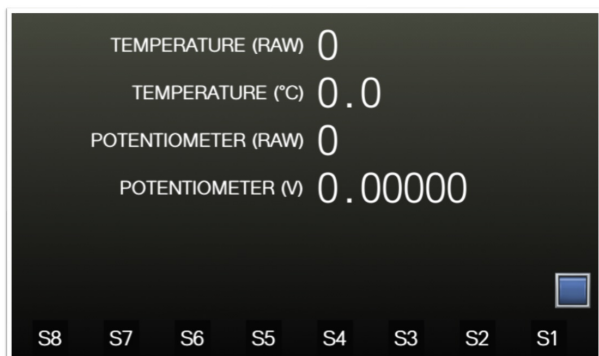 TEMPERATURE (RAW) 0
TEMPERATURE (°C) 0.0
POTENTIOMETER (RAW) 0
POTENTIOMETER (V) 0.00000
S8 S7 S6 S5 S4 S3 S2 S1